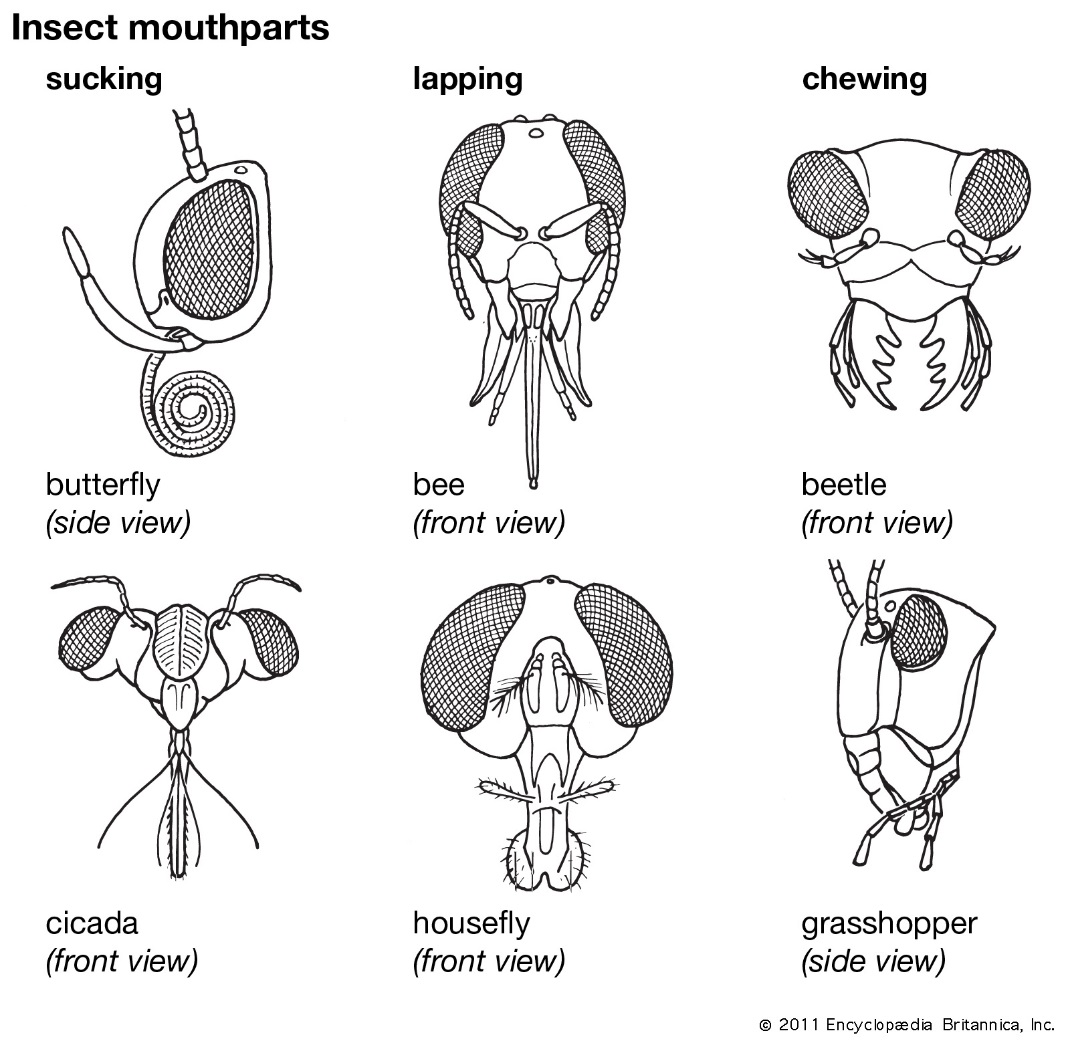 Insect mouthparts
sucking
lapping
chewing
butterfly
(side view)
bee
(front view)
beetle
(front view)
cicada
(front view)
housefly
(front view)
grasshopper
(side view)
© 2011 Encyclopædia Britannica, Inc.